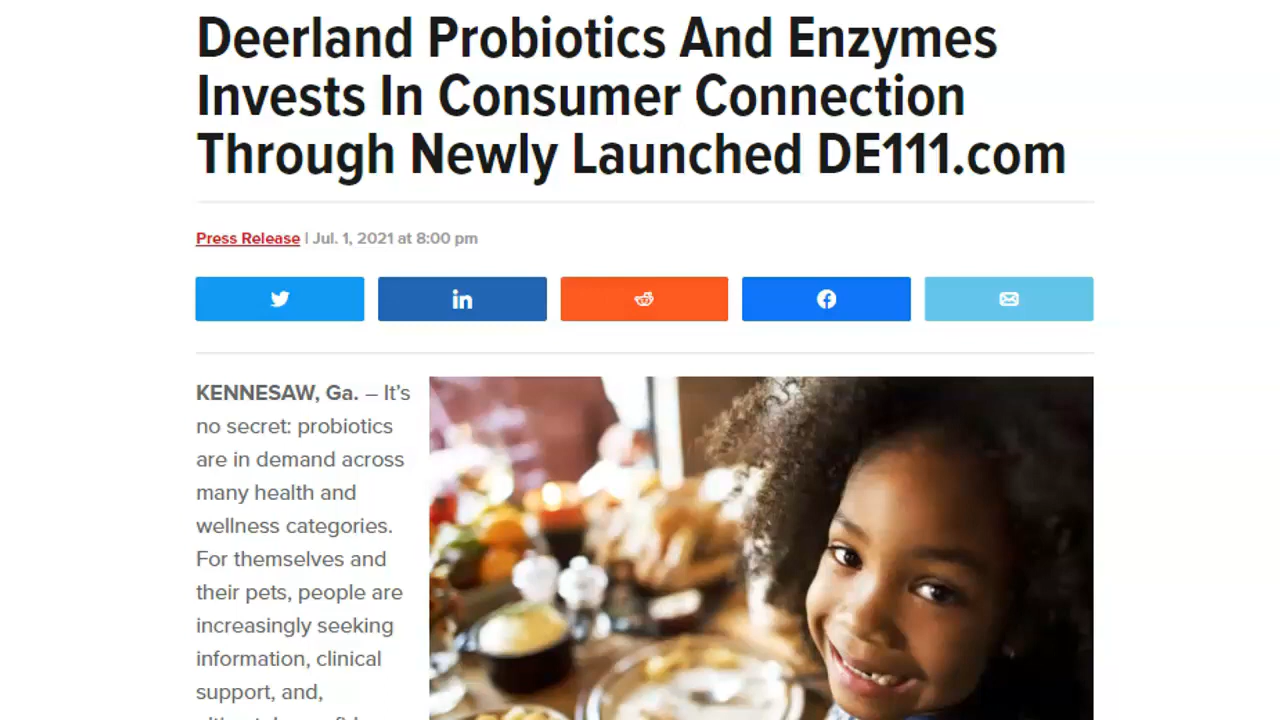 Deerland Probiotics And Enzymes
Invests In Consumer Connection
Through Newly Launched DE111.com
Press Release | Jul. 1, 2021 at 8:00 pm
in
KENNESAW, Ga. – It’s
no secret: probiotics
are in demand across
many health and
wellness categories.
For themselves and
their pets, people are
increasingly seeking
information, clinical
support, and,